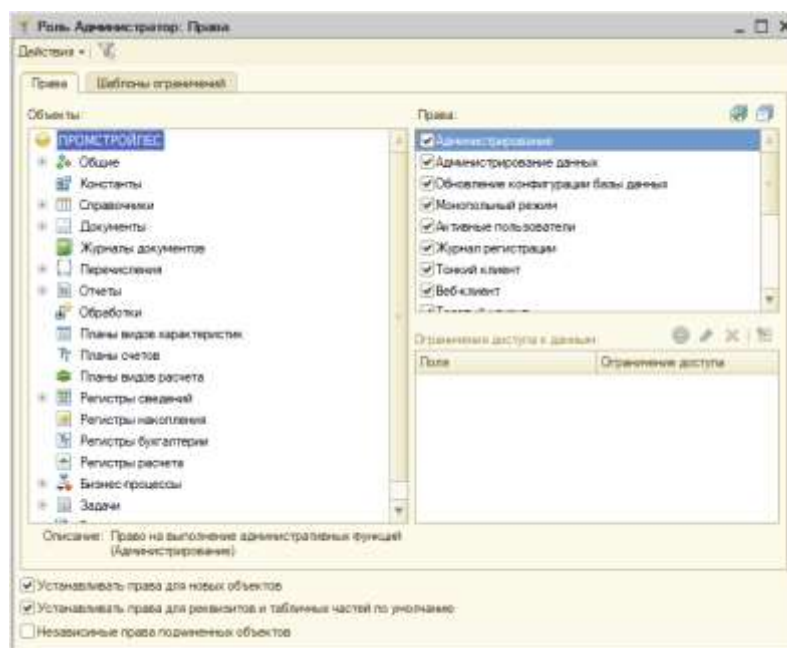 Роль Администратор: Права
Действия
Права
Шаблоны ограничений
Объекты:
ПРОМСТРОЙЛЕС
Общие
Константы
Справочники
Документы
Журналы документов
Перечисления
Отчеты
Обработки
Планы видов характеристик
Планы счетов
Планы видов расчета
Регистры сведений
Регистры накопления
Регистры бухгалтерии
Регистры расчета
Бизнес-процессы
Задачи
Права:
Администрирование
Администрирование данных
Обновление конфигурации базы данных
Монопольный режим
Активные пользователи
Журнал регистрации
Тонкий клиент
Веб-клиент
Ограничения доступа к данным
Поля
Ограничение доступа
Описание: Право на выполнение административных функций
(Администрирование)
Устанавливать права для новых объектов
Устанавливать права для реквизитов и табличных частей по умолчанию
Независимые права подчиненных объектов